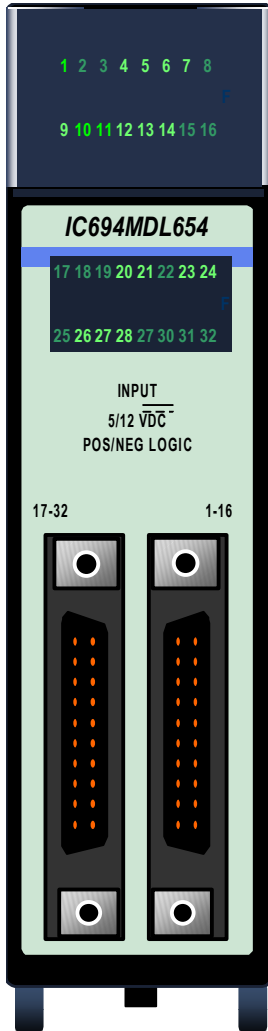 1 2 3 4 5 6 7 8
F
9 10 11 12 13 14 15 16
IC694MDL654
17 18 19 20 21 22 23 24
F
25 26 27 28 27 30 31 32
INPUT
5/12 VDC
POS/NEG LOGIC
17-32 1-16